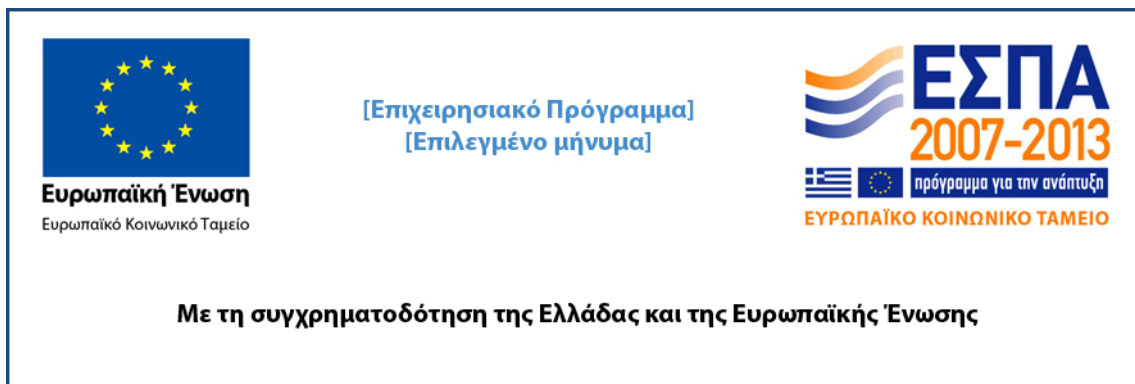 Ευρωπαϊκή Ένωση
Ευρωπαϊκό Κοινωνικό Ταμείο
[Επιχειρησιακό Πρόγραμμα]
[Επιλεγμένο μήνυμα]
ΕΣΠΑ
2007-2013
πρόγραμμα για την ανάπτυξη
ΕΥΡΩΠΑΪΚΟ ΚΟΙΝΩΝΙΚΟ ΤΑΜΕΙΟ
Με τη συγχρηματοδότηση της Ελλάδας και της Ευρωπαϊκής Ένωσης